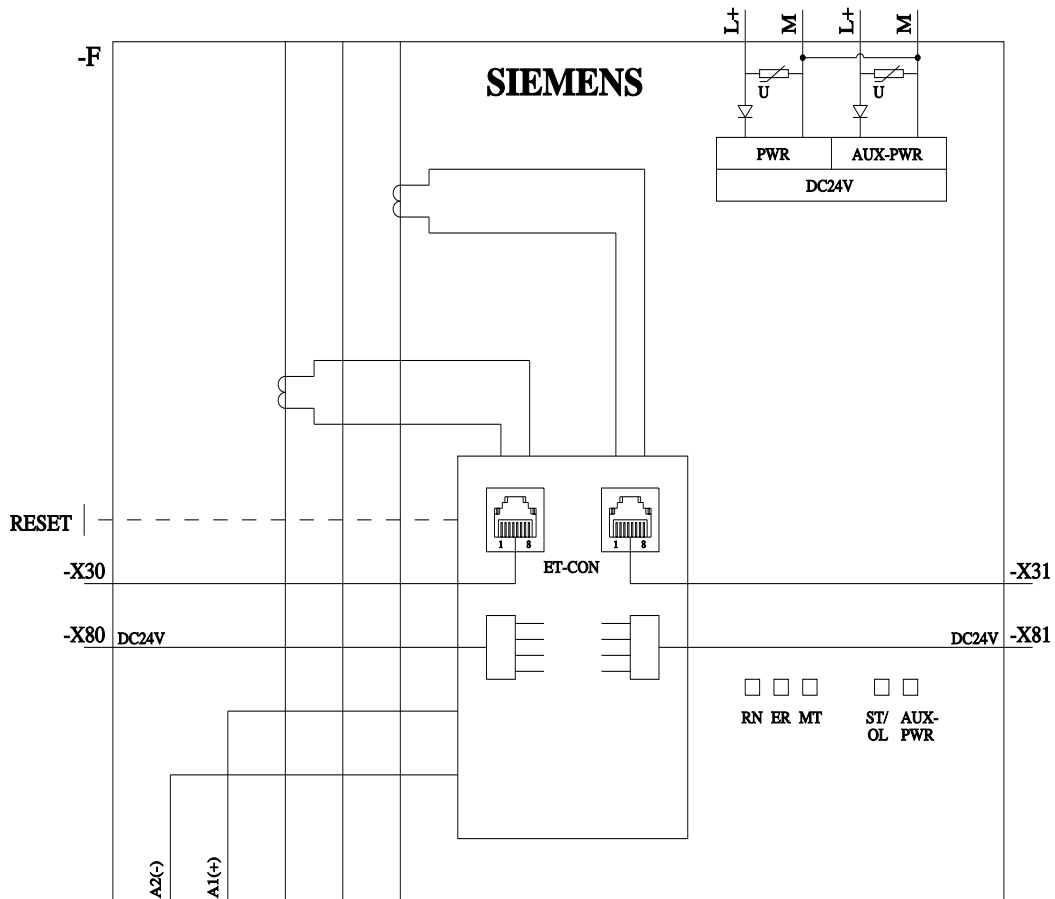 L+ M L+ M
-F
SIEMENS
U U
PWR AUX-PWR
DC24V
RESET
1 8 1 8
ET-CON
-X30 -X31
-X80 DC24V DC24V -X81
RN ER MT ST/ AUX-
OL PWR
A2(-) A1(+)